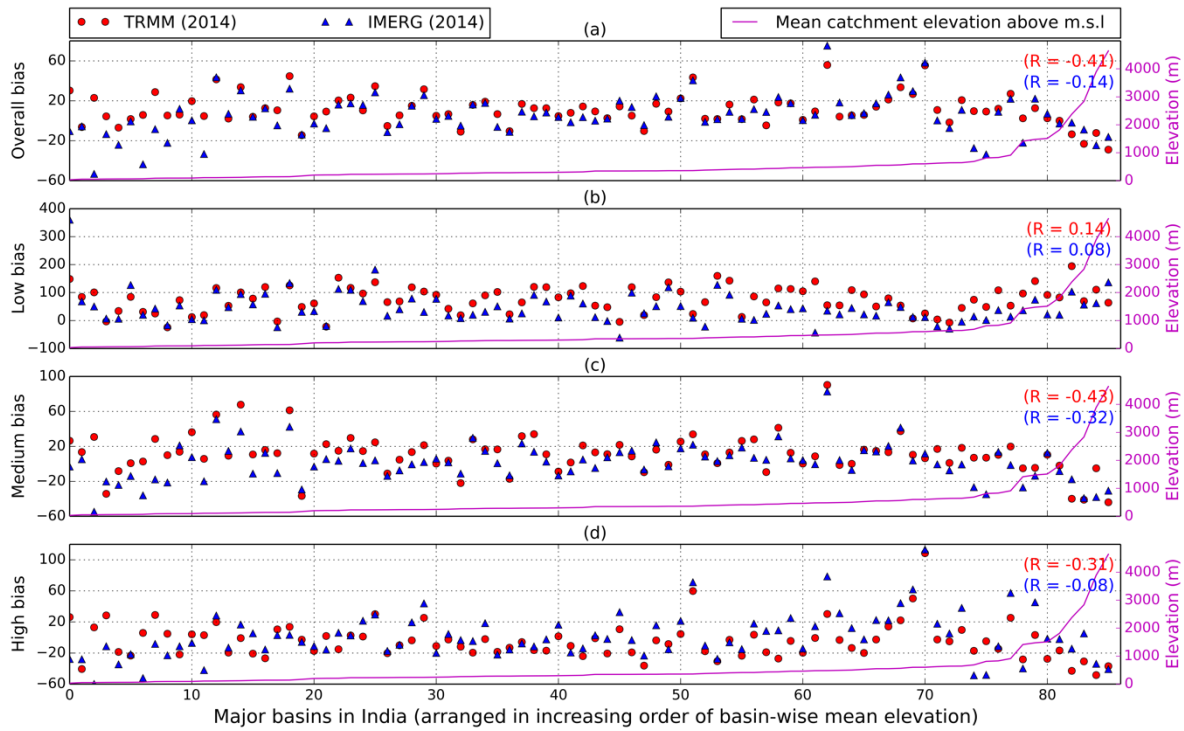 TRMM (2014) IMERG (2014) Mean catchment elevation above m.s.l
(a)
Overall bias
60
20
−20
−60
(R = -0.41)
(R = -0.14)
4000
3000
2000
1000
0
Elevation (m)
(b)
Low bias
400
300
200
100
0
−100
(R = 0.14)
(R = 0.08)
4000
3000
2000
1000
0
Elevation (m)
(c)
Medium bias
100
60
20
−20
−60
(R = -0.43)
(R = -0.32)
4000
3000
2000
1000
0
Elevation (m)
(d)
High bias
100
60
20
−20
−60
(R = -0.31)
(R = -0.08)
4000
3000
2000
1000
0
Elevation (m)
0 10 20 30 40 50 60 70 80
Major basins in India (arranged in increasing order of basin-wise mean elevation)